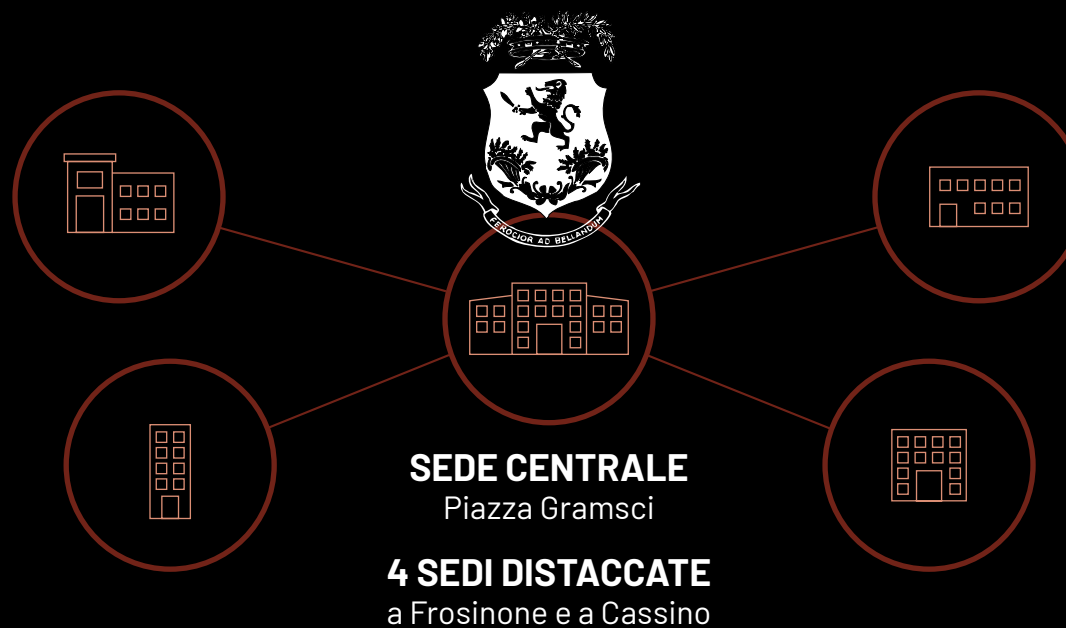 FEROCIOR AD BELLANDUM
SEDE CENTRALE
Piazza Gramsci
4 SEDI DISTACCATE
a Frosinone e a Cassino